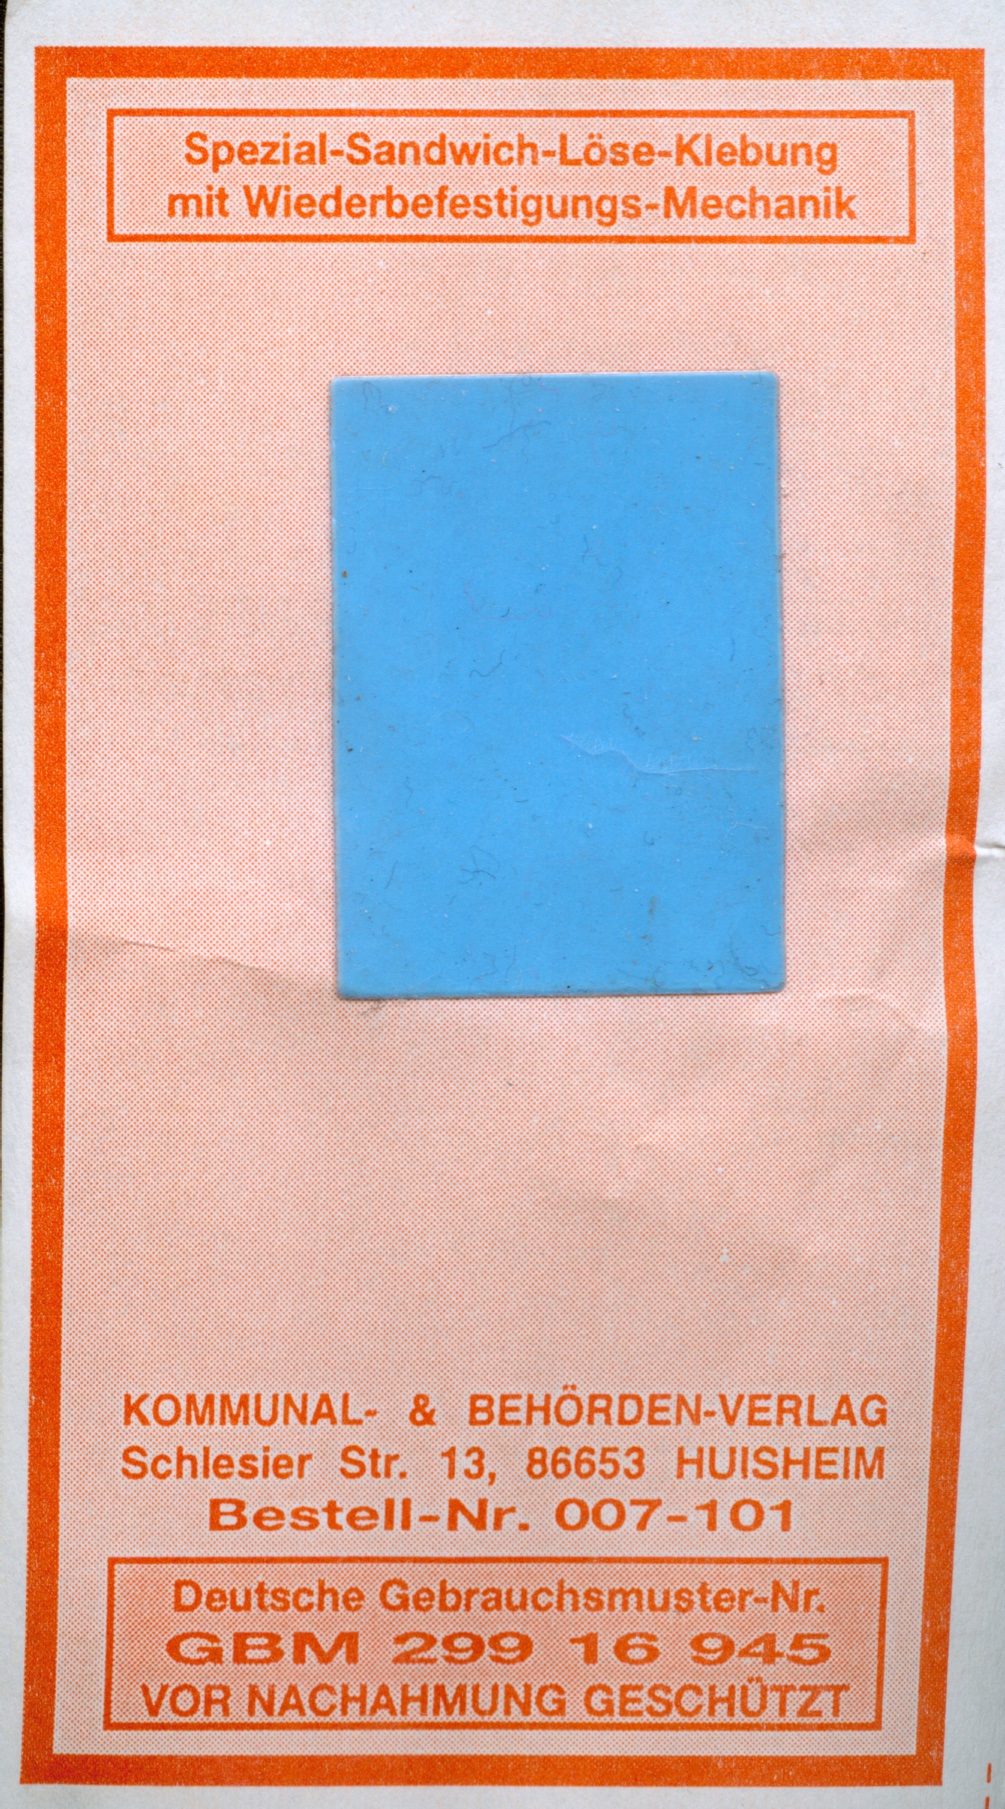 Spezial-Sandwich-Löse-Klebung
mit Wiederbefestigungs-Mechanik
KOMMUNAL- & BEHÖRDEN-VERLAG
Schlesier Str. 13, 86653 HUISHEIM
Bestell-Nr. 007-101
Deutsche Gebrauchsmuster-Nr.
GBM 299 16 945
VOR NACHAHMUNG GESCHÜTZT